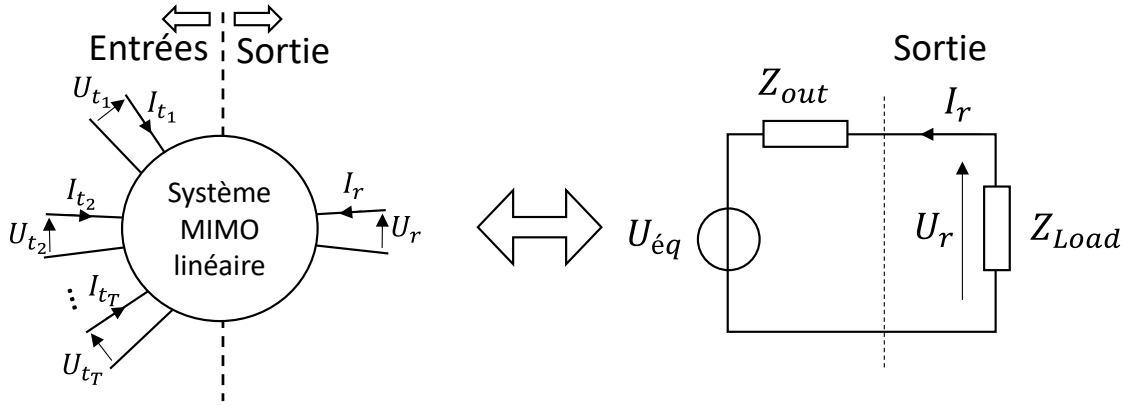 Entrées
Sortie
U_{t_1}
I_{t_1}
I_{t_2}
U_{t_2}
⋮
I_{t_T}
U_{t_T}
Système
MIMO
linéaire
I_r
U_r
Sortie
Z_{out}
I_r
U_{éq}
U_r
Z_{Load}